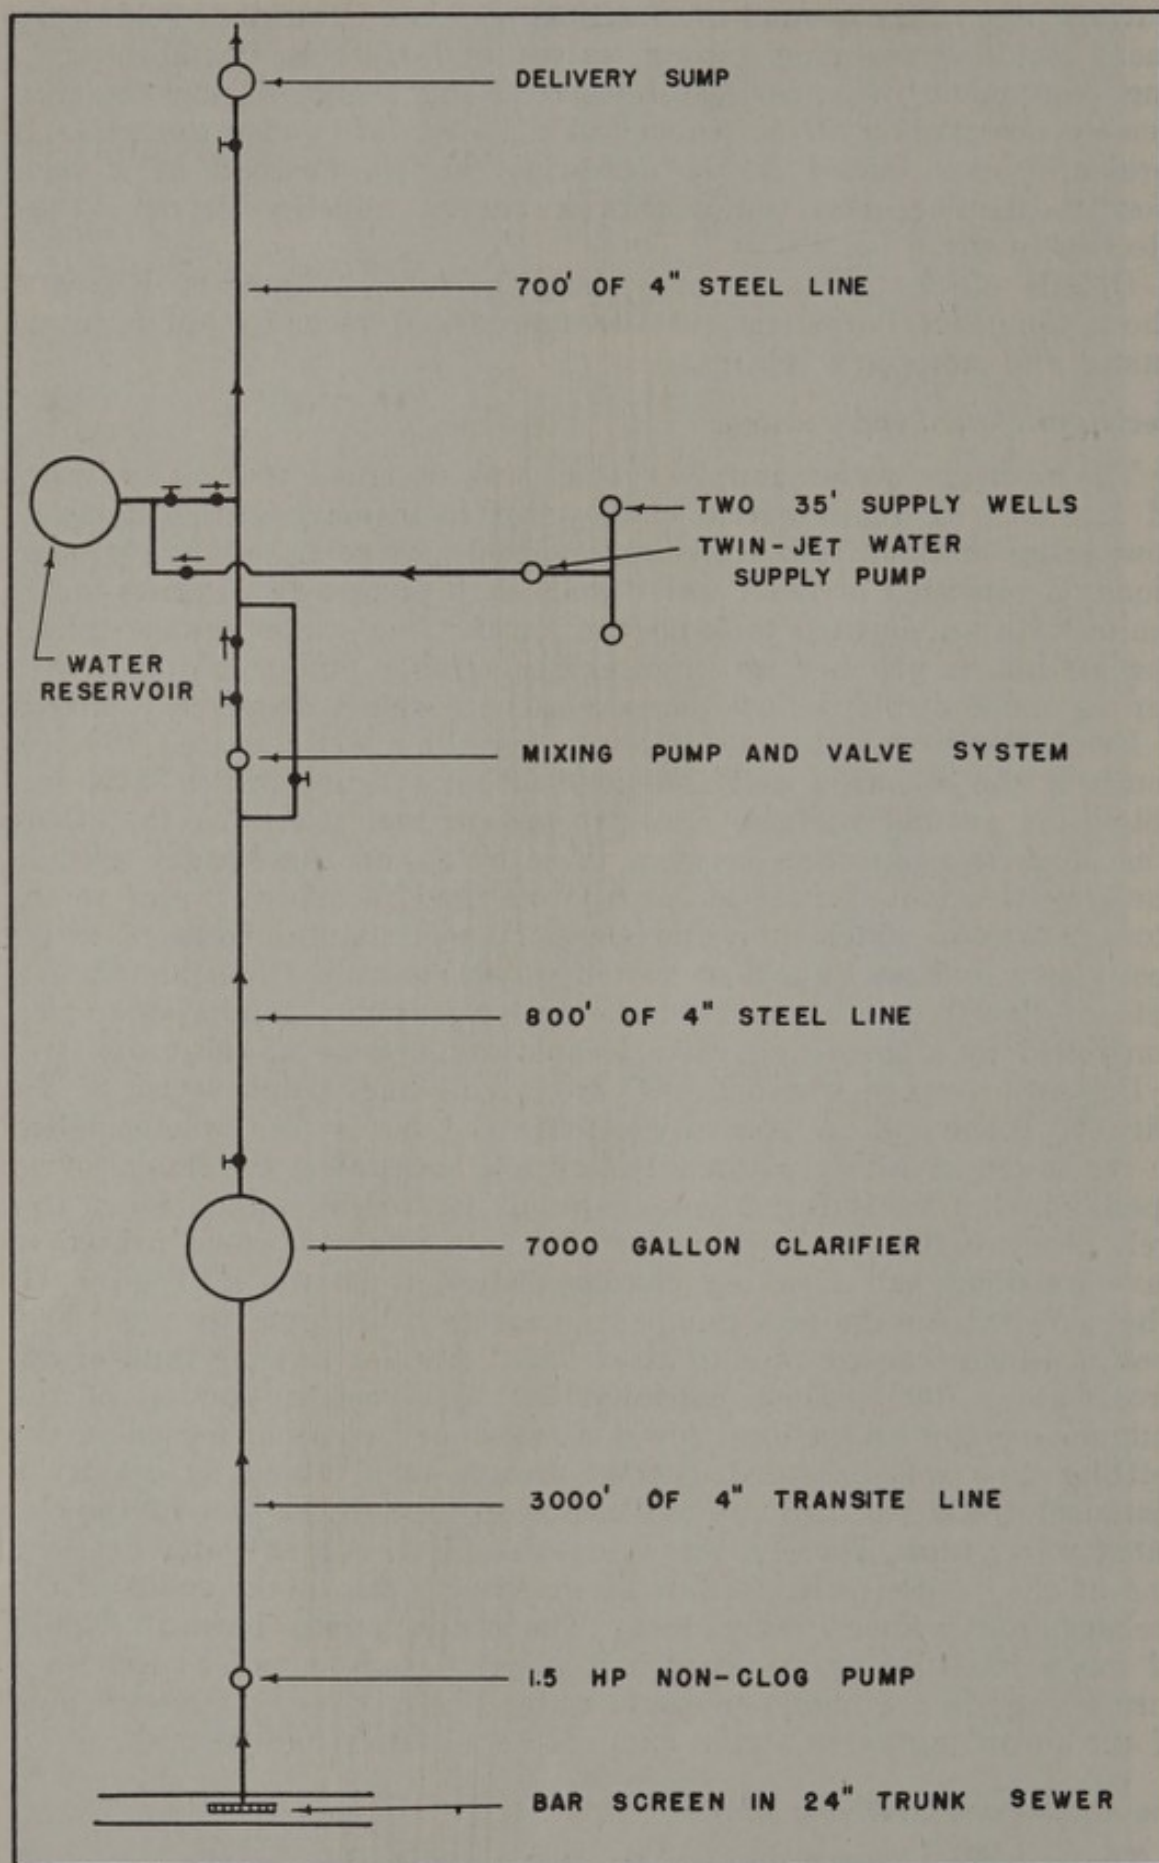 DELIVERY SUMP
700' OF 4" STEEL LINE
TWO 35' SUPPLY WELLS
TWIN-JET WATER
SUPPLY PUMP
WATER
RESERVOIR
MIXING PUMP AND VALVE SYSTEM
800' OF 4" STEEL LINE
7000 GALLON CLARIFIER
3000' OF 4" TRANSITE LINE
1.5 HP NON-CLOG PUMP
BAR SCREEN IN 24" TRUNK SEWER